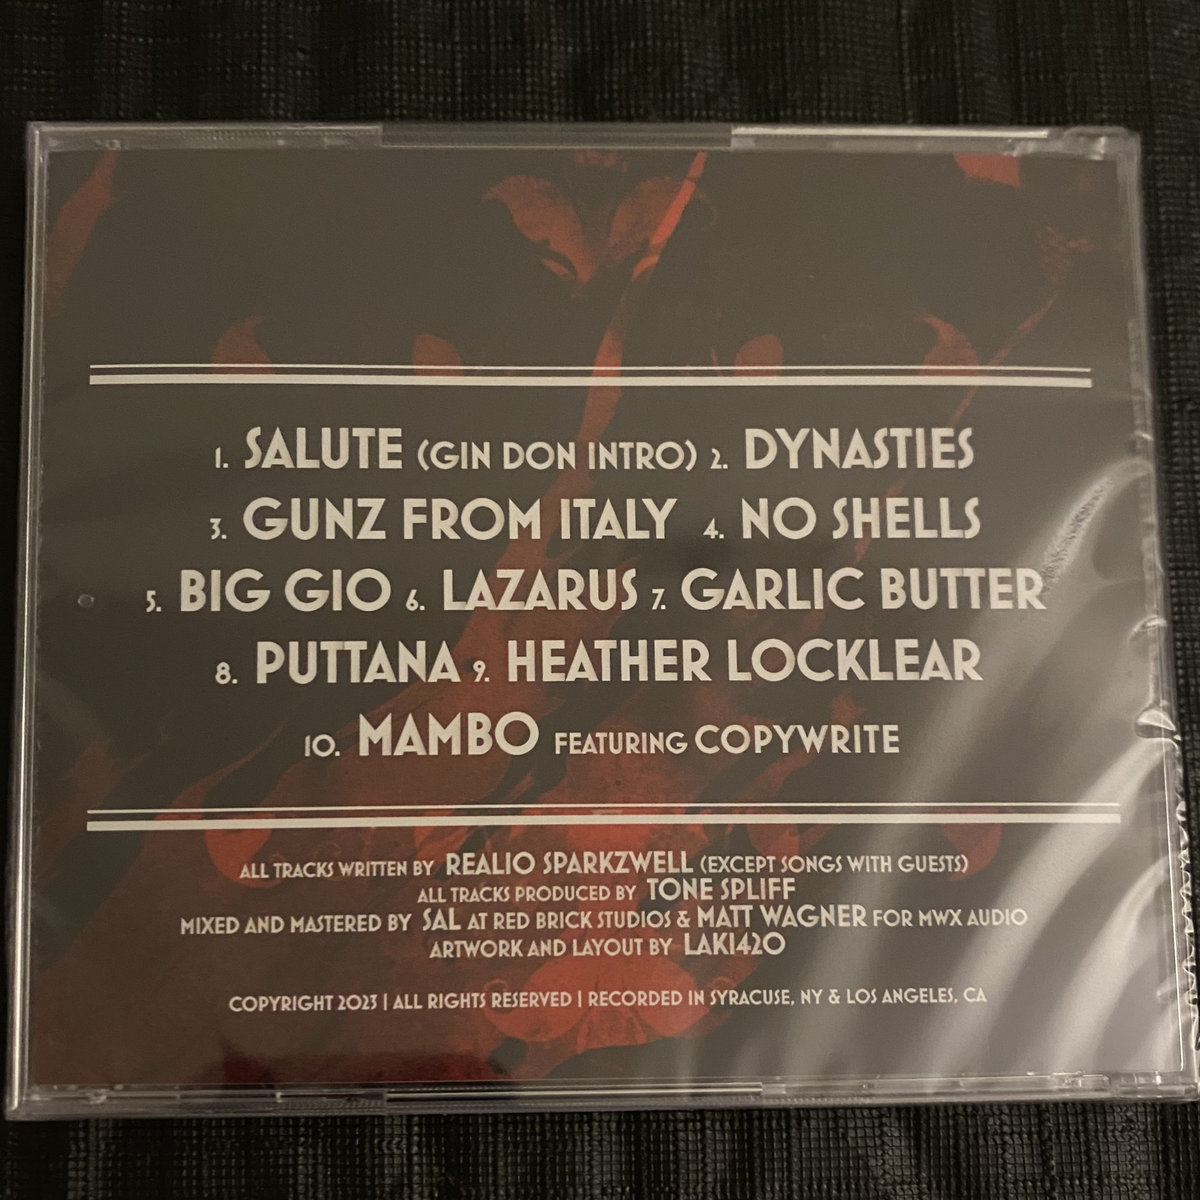 1. SALUTE (GIN DON INTRO) 2. DYNASTIES
3. GUNZ FROM ITALY 4. NO SHELLS
5. BIG GIO 6. LAZARUS 7. GARLIC BUTTER
8. PUTTANA 9. HEATHER LOCKLEAR
10. MAMBO FEATURING COPYWRITE
ALL TRACKS WRITTEN BY REALIO SPARKZWELL (EXCEPT SONGS WITH GUESTS)
ALL TRACKS PRODUCED BY TONE SPLIFF
MIXED AND MASTERED BY SAL AT RED BRICK STUDIOS & MATT WAGNER FOR MWX AUDIO
ARTWORK AND LAYOUT BY LAKI420
COPYRIGHT 2023 | ALL RIGHTS RESERVED | RECORDED IN SYRACUSE, NY & LOS ANGELES, CA